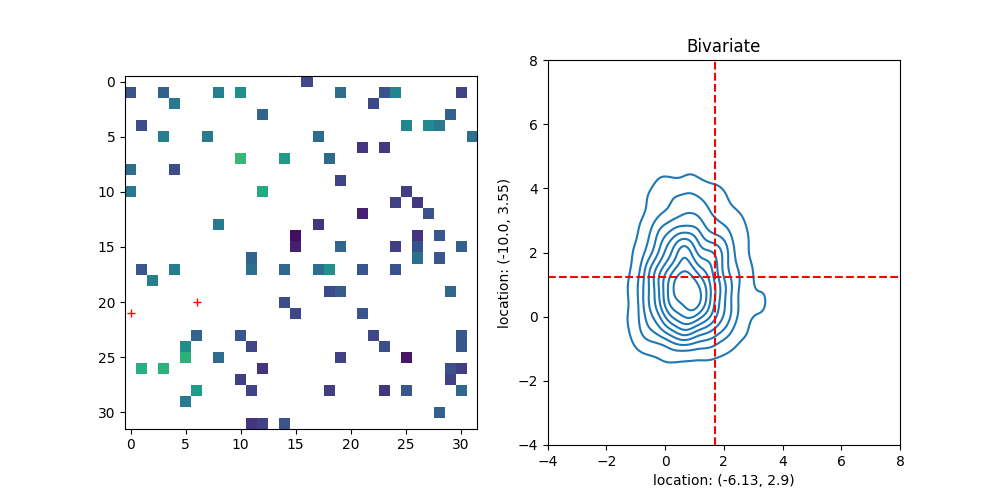 0
5
10
15
20
25
30
0 5 10 15 20 25 30
Bivariate
location: (-10.0, 3.55)
8
6
4
2
0
−2
−4
−4 −2 0 2 4 6 8
location: (-6.13, 2.9)